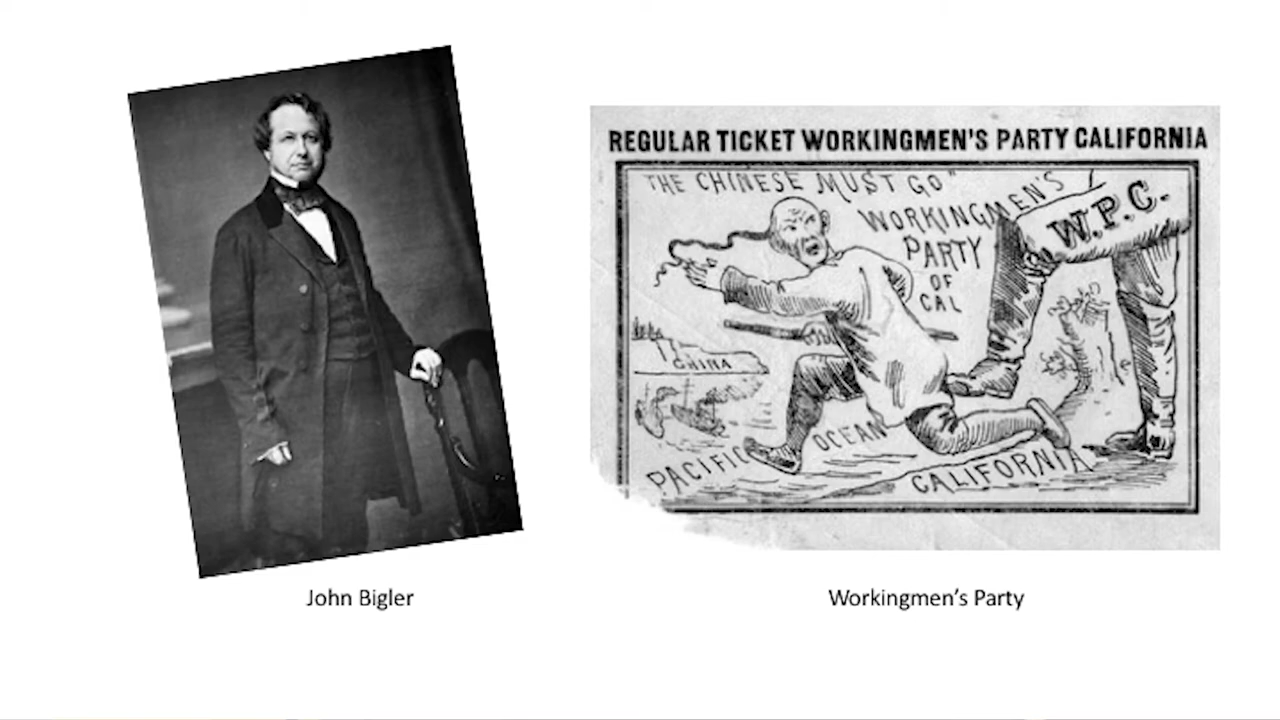 REGULAR TICKET WORKINGMEN'S PARTY CALIFORNIA
"THE CHINESE MUST GO"
WORKINGMEN'S
PARTY
OF
CAL
W.P.C.
CHINA
PACIFIC OCEAN
CALIFORNIA
John Bigler
Workingmen’s Party